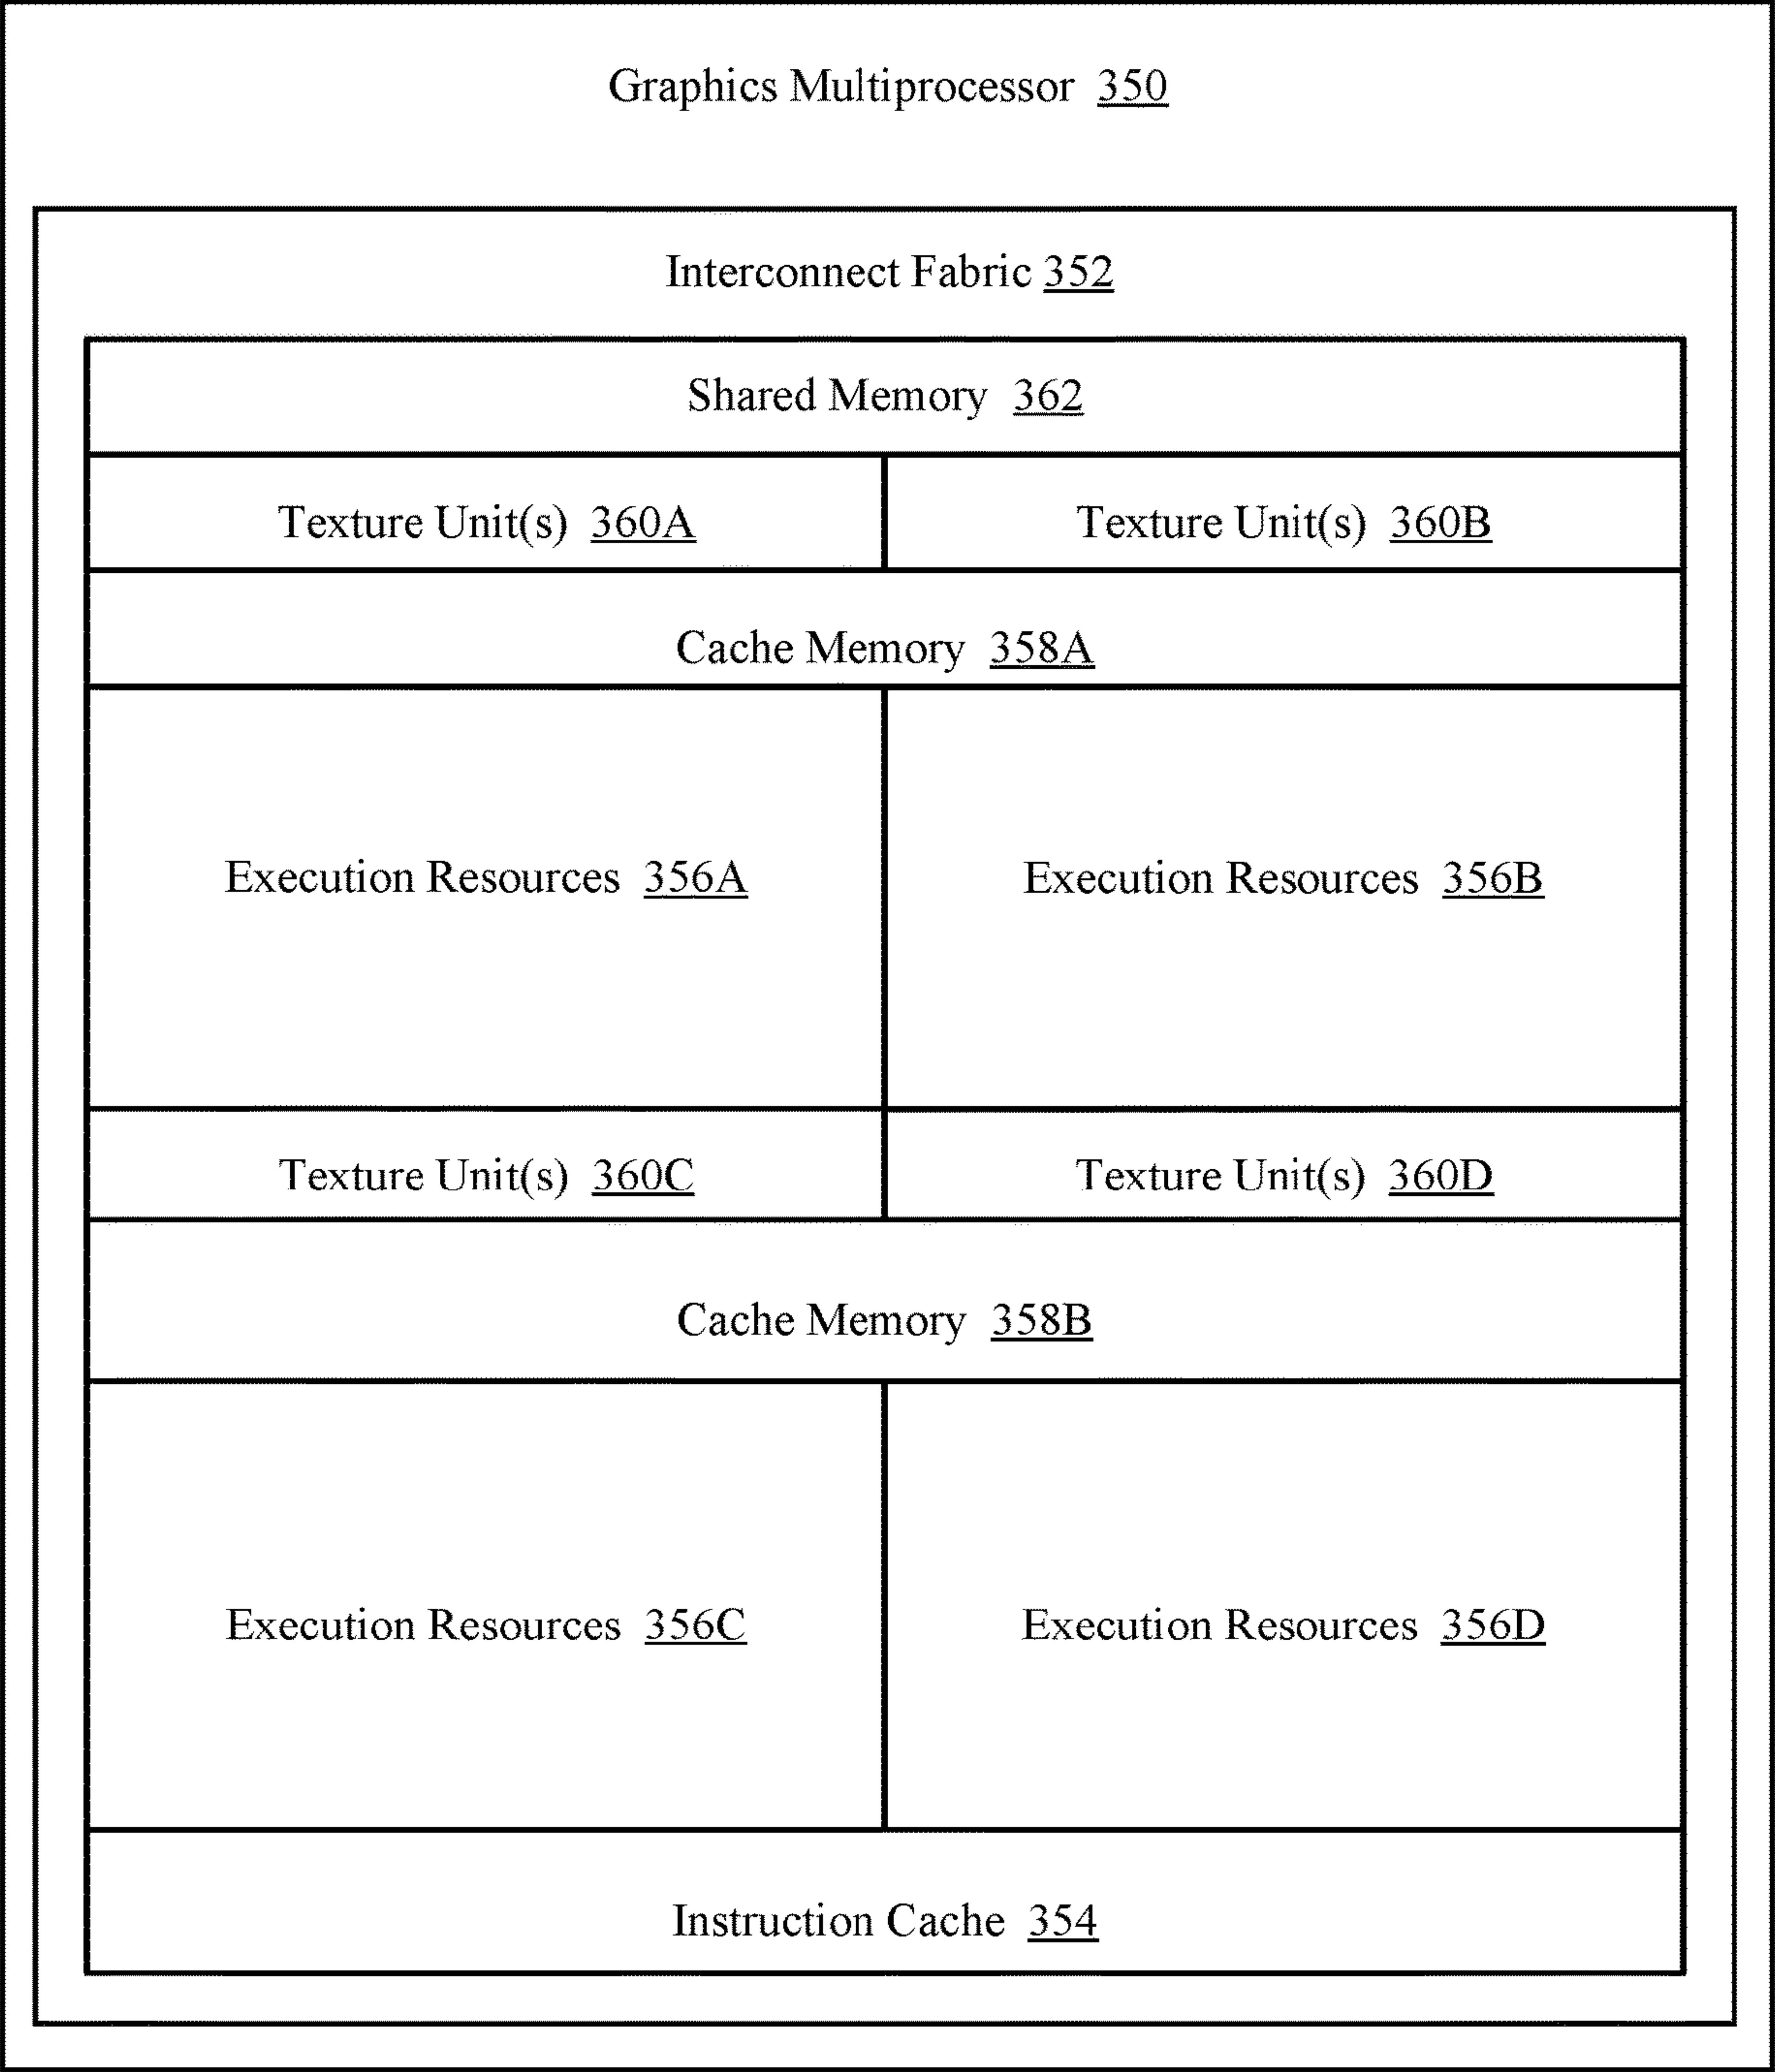 Graphics Multiprocessor 350
Interconnect Fabric 352
Shared Memory 362
Texture Unit(s) 360A
Texture Unit(s) 360B
Cache Memory 358A
Execution Resources 356A
Execution Resources 356B
Texture Unit(s) 360C
Texture Unit(s) 360D
Cache Memory 358B
Execution Resources 356C
Execution Resources 356D
Instruction Cache 354